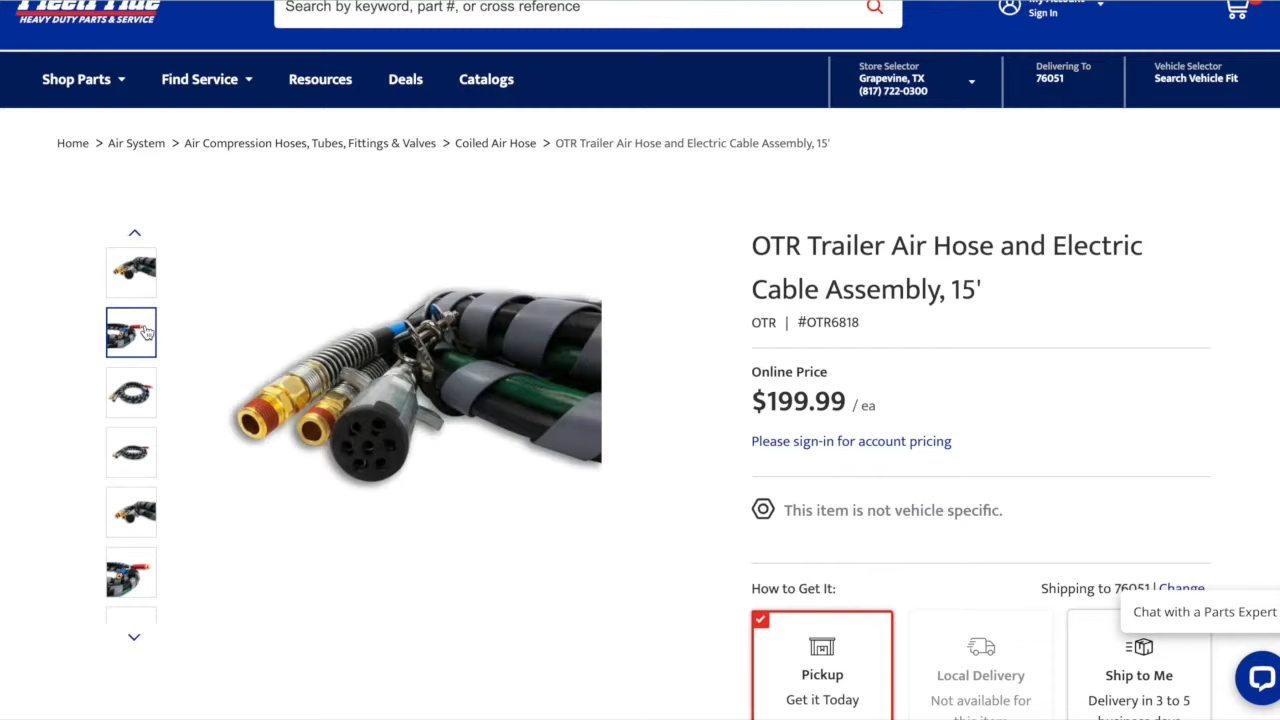 HEAVY DUTY PARTS & SERVICE
Search by keyword, part #, or cross reference
Sign In
Shop Parts
Find Service
Resources
Deals
Catalogs
Store Selector
Grapevine, TX
(817) 722-0300
Delivering To
76051
Vehicle Selector
Search Vehicle Fit
Home > Air System > Air Compression Hoses, Tubes, Fittings & Valves > Coiled Air Hose > OTR Trailer Air Hose and Electric Cable Assembly, 15'
OTR Trailer Air Hose and Electric
Cable Assembly, 15'
OTR | #OTR6818
Online Price
$199.99 / ea
Please sign-in for account pricing
This item is not vehicle specific.
How to Get It:
Shipping to 76051 | Change
Chat with a Parts Expert
Pickup
Get it Today
Local Delivery
Not available for
this item
Ship to Me
Delivery in 3 to 5
business days